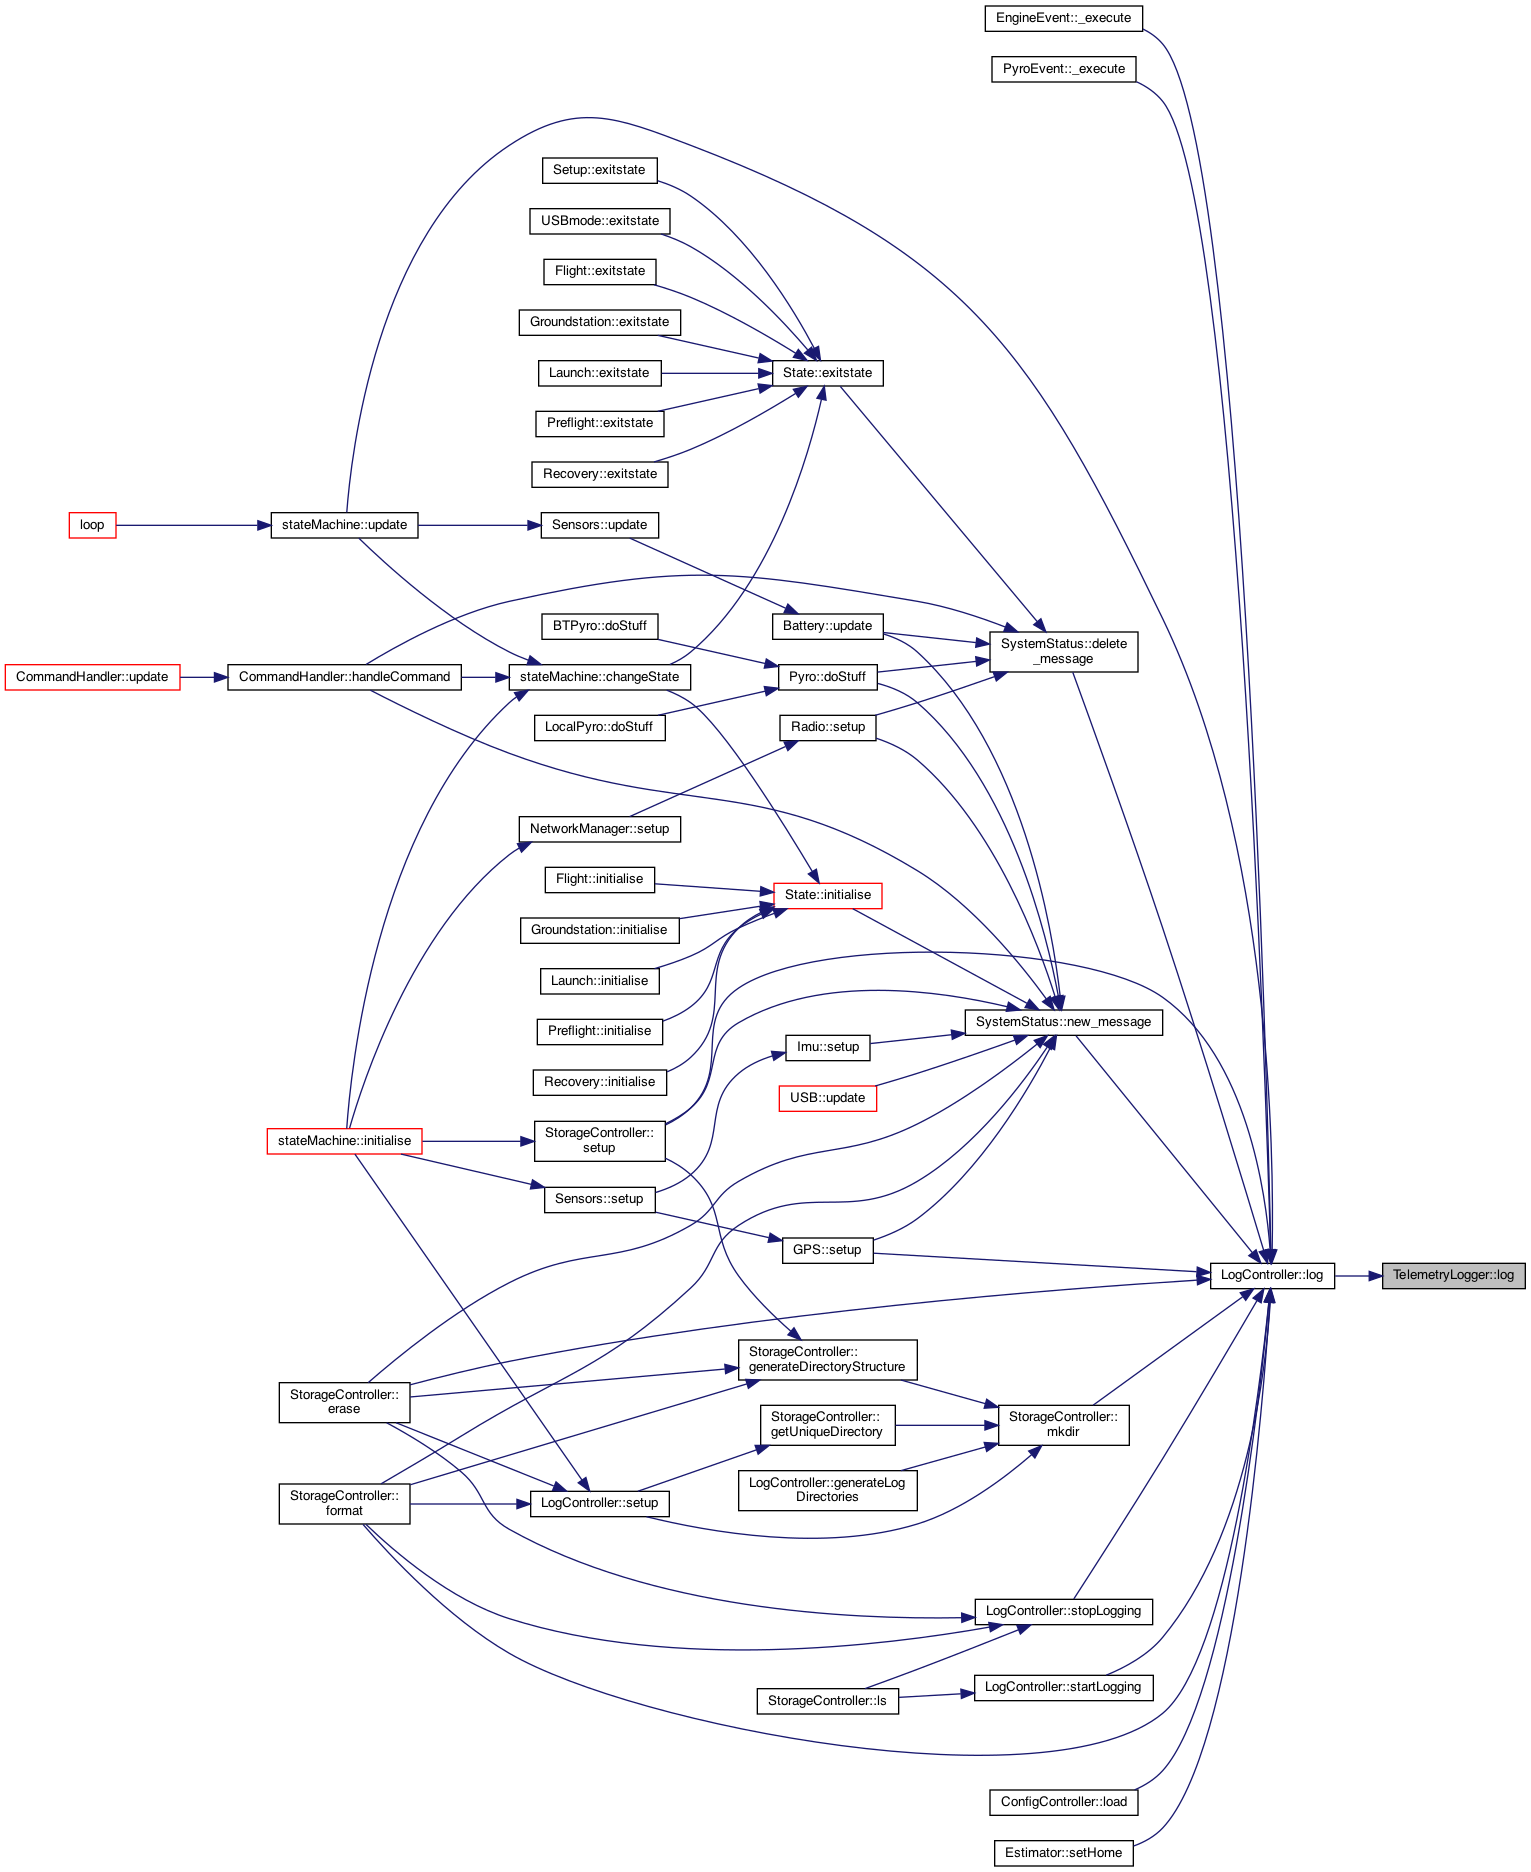 EngineEvent::_execute
PyroEvent::_execute
Setup::exitstate
USBmode::exitstate
Flight::exitstate
Groundstation::exitstate
State::exitstate
Launch::exitstate
Preflight::exitstate
Recovery::exitstate
loop
stateMachine::update
Sensors::update
BTPyro::doStuff
Battery::update
SystemStatus::delete
_message
CommandHandler::update
CommandHandler::handleCommand
stateMachine::changeState
Pyro::doStuff
LocalPyro::doStuff
Radio::setup
NetworkManager::setup
Flight::initialise
State::initialise
Groundstation::initialise
Launch::initialise
Preflight::initialise
SystemStatus::new_message
Imu::setup
Recovery::initialise
USB::update
stateMachine::initialise
StorageController::
setup
Sensors::setup
GPS::setup
LogController::log
TelemetryLogger::log
StorageController::
generateDirectoryStructure
StorageController::
erase
StorageController::
getUniqueDirectory
StorageController::
mkdir
LogController::generateLog
Directories
StorageController::
format
LogController::setup
LogController::stopLogging
LogController::startLogging
StorageController::ls
ConfigController::load
Estimator::setHome